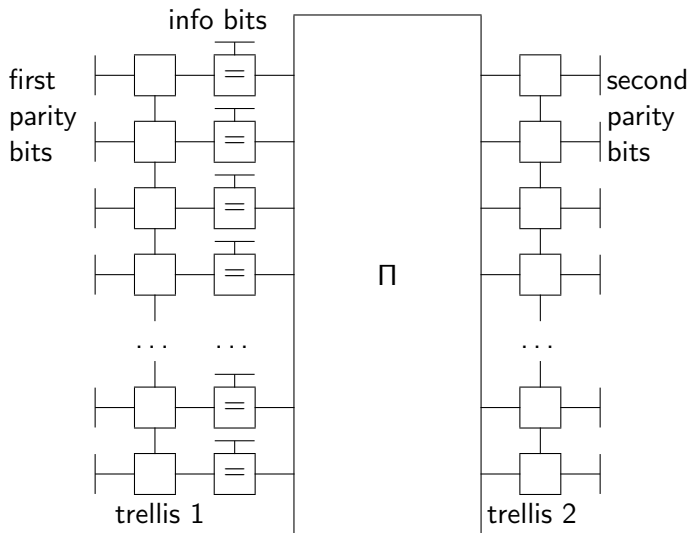 info bits
first
parity
bits
=
=
=
=
=
=
Π
second
parity
bits
. . .
. . .
. . .
trellis 1
trellis 2